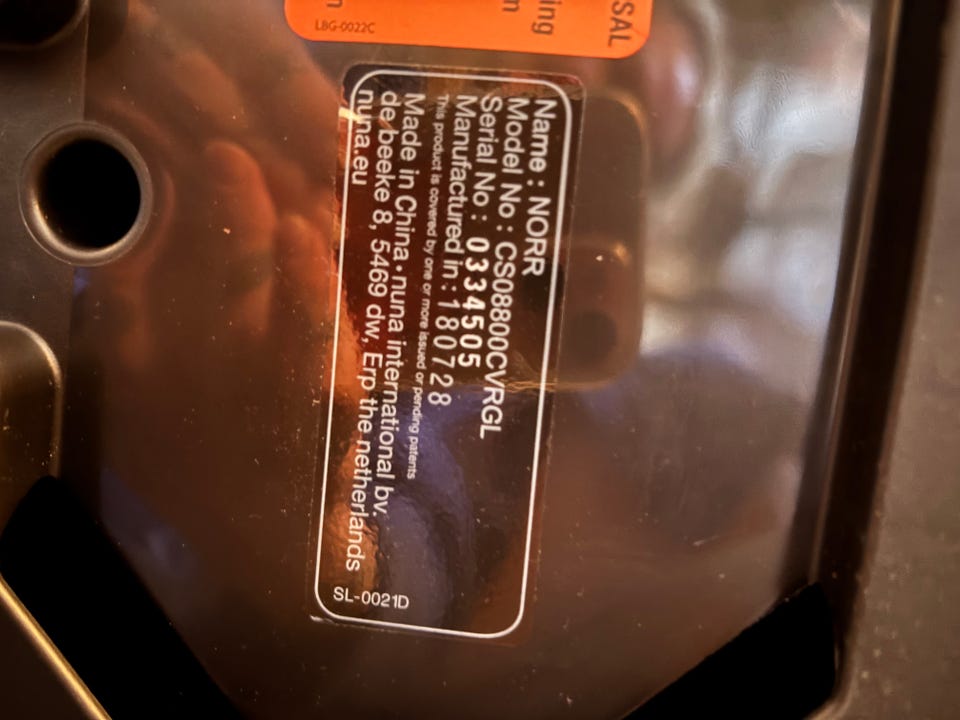 SAL
ing
m
n
LBG-0022C
Name : NORR
Model No : CS08800CVRGL
Serial No : 0334505
Manufactured in : 180728
This product is covered by one or more issued or pending patents
Made in China • nuna international bv.
de beeke 8, 5469 dw, Erp the netherlands
nuna.eu
SL-0021D